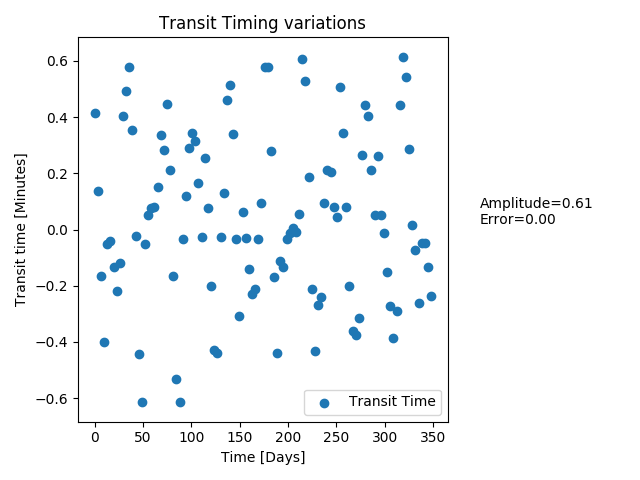 Transit Timing variations
Transit time [Minutes]
0.6
0.4
0.2
0.0
−0.2
−0.4
−0.6
Amplitude=0.61
Error=0.00
Transit Time
0 50 100 150 200 250 300 350
Time [Days]